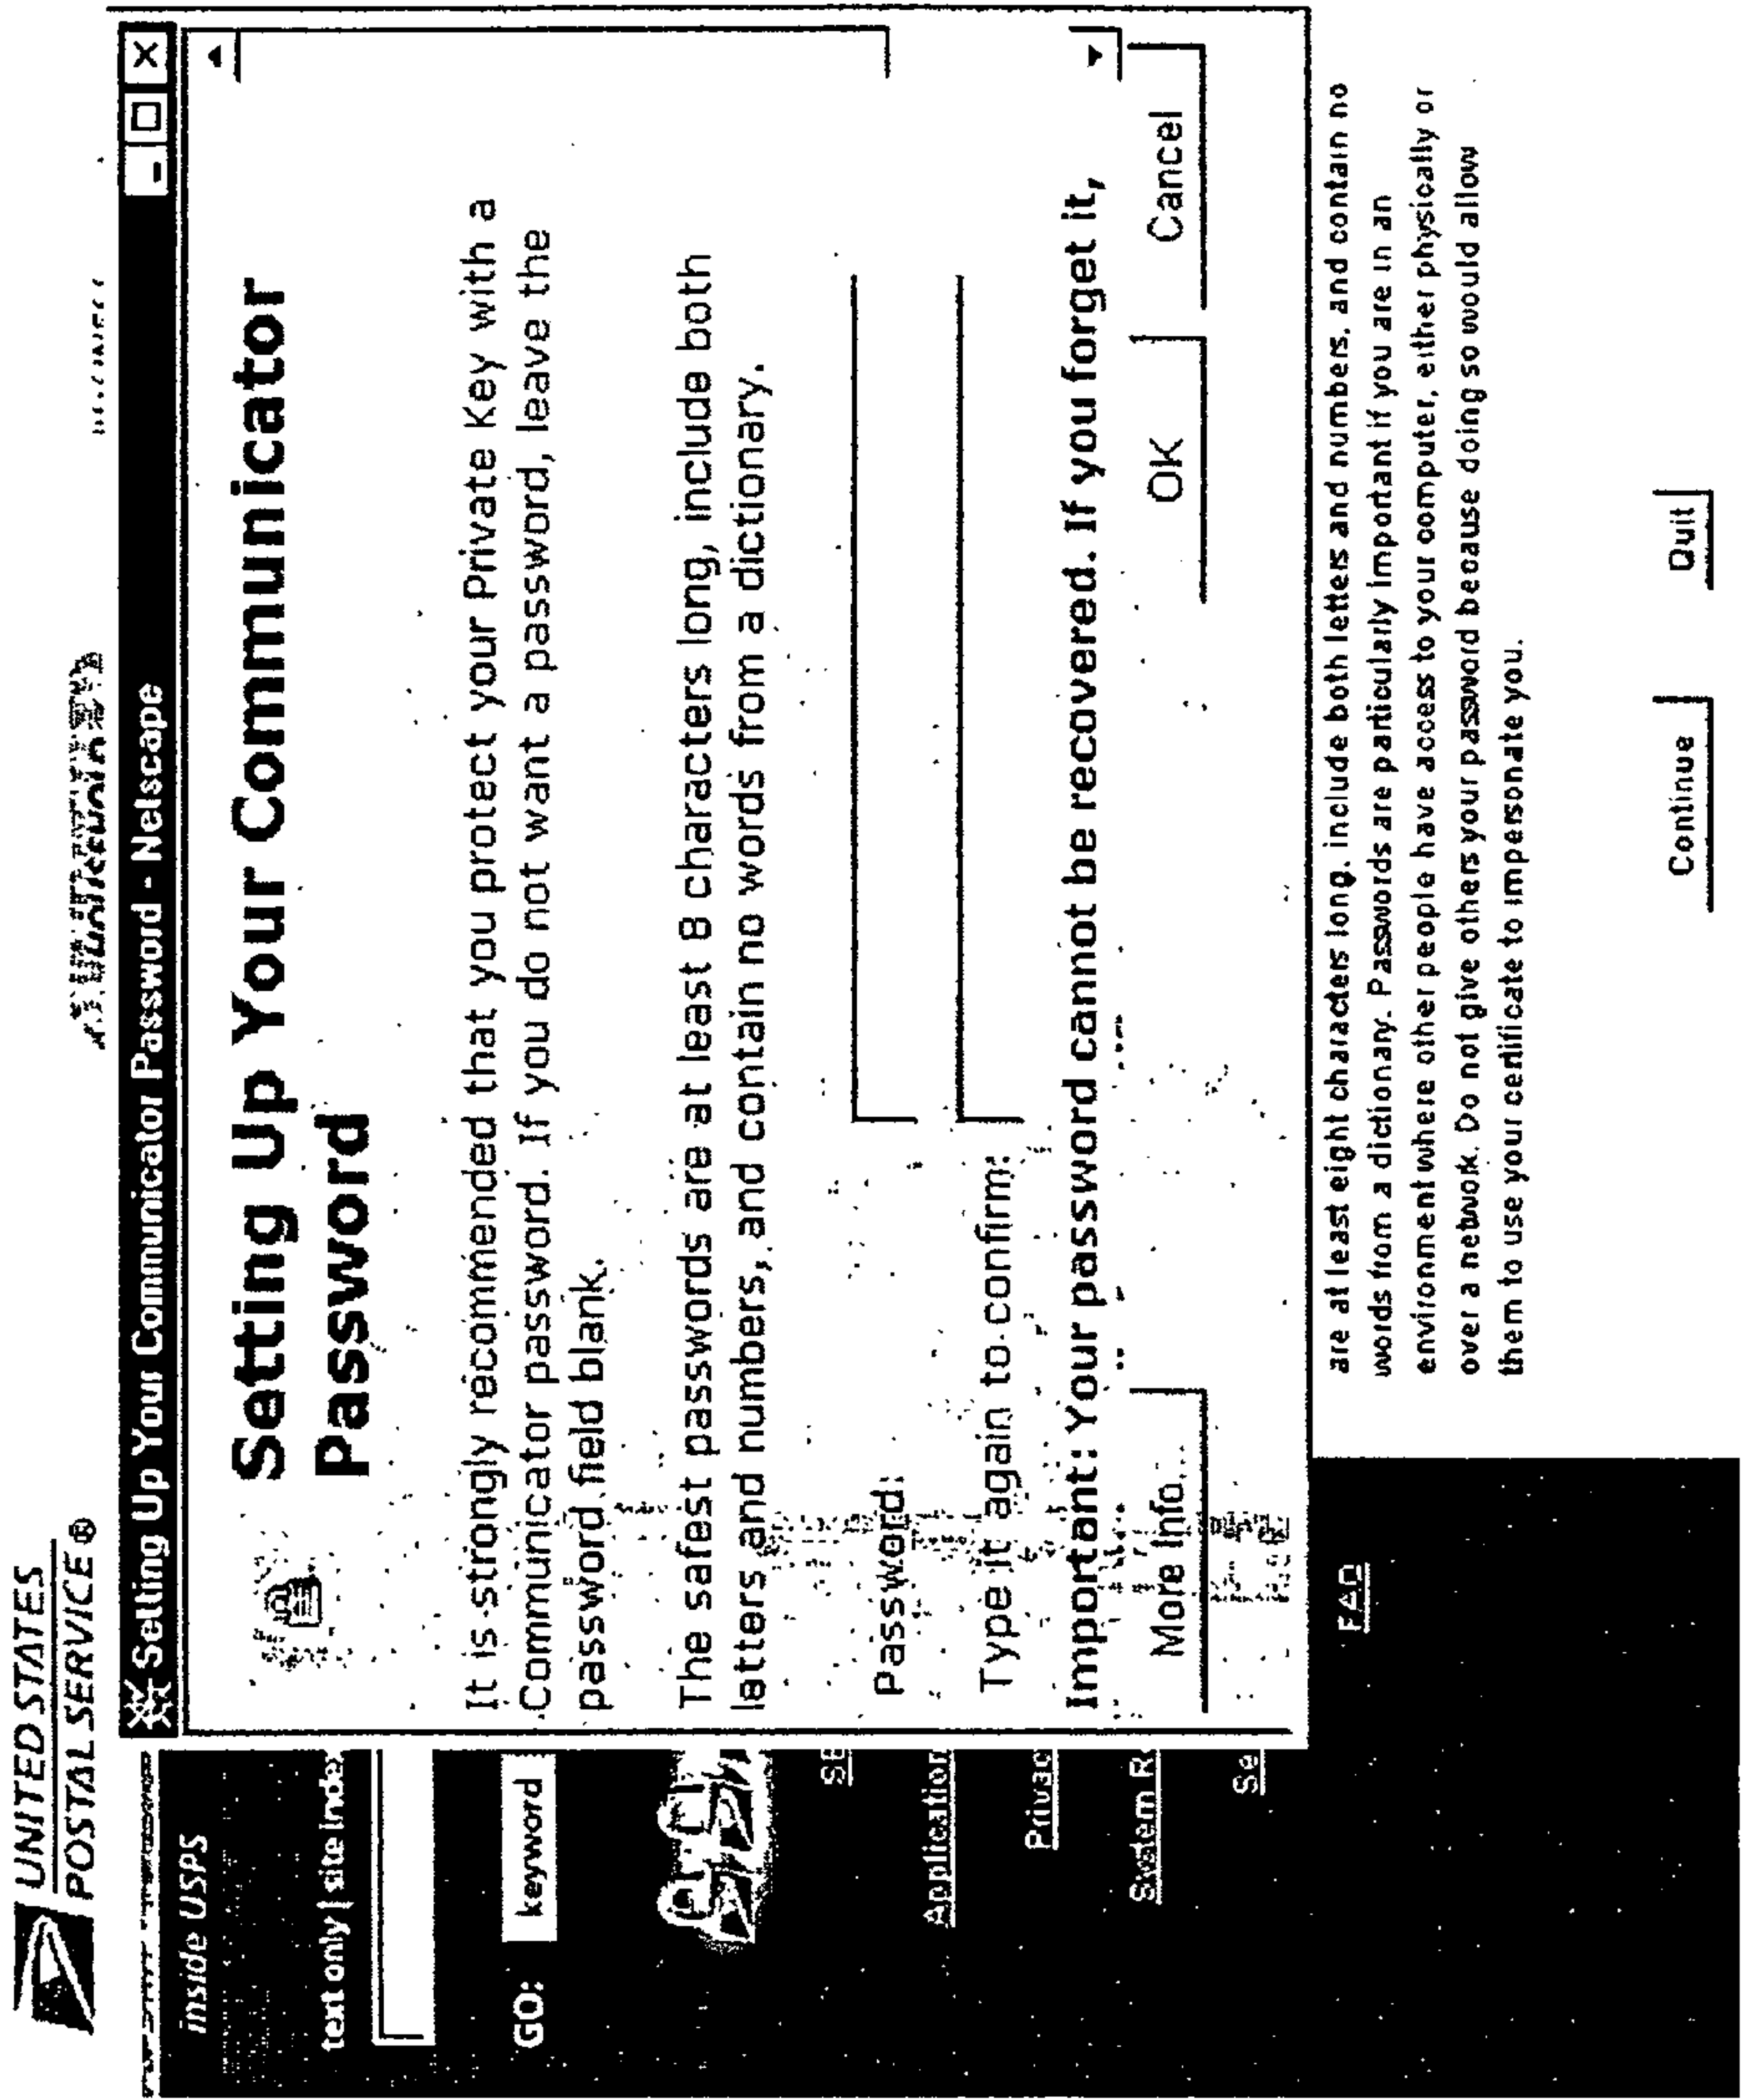 UNITED STATES
POSTAL SERVICE ®
Setting Up Your Communicator Password - Netscape
inside USPS
text only | site index
GO: keyword
Application
Privac
System R
Se
FAQ
Setting Up Your Communicator
Password
It is strongly recommended that you protect your Private Key with a
Communicator password. If you do not want a password, leave the
password field blank.
The safest passwords are at least 8 characters long, include both
latters and numbers, and contain no words from a dictionary.
Password:
Type it again to confirm:
Important: Your password cannot be recovered. If you forget it,
More Info...
OK
Cancel
are at least eight characters long, include both letters and numbers, and contain no
words from a dictionary. Passwords are particularly important if you are in an
environment where other people have access to your computer, either physically or
over a network. Do not give others your password because doing so would allow
them to use your certificate to impersonate you.
Continue
Quit